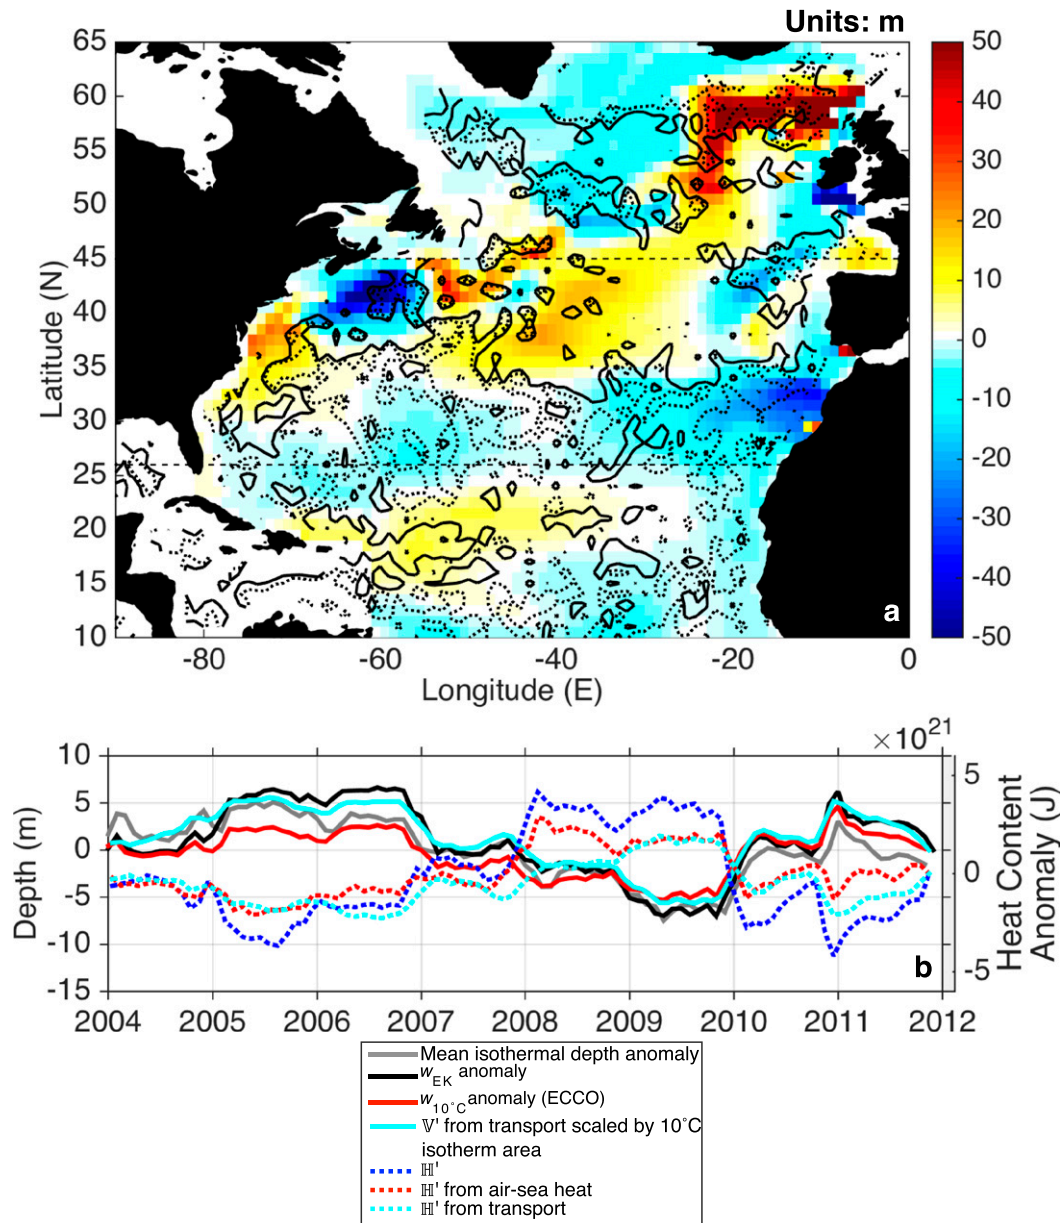 Units: m
65
60
55
50
45
40
35
30
25
20
15
10
Latitude (N)
-80
-60
-40
-20
0
Longitude (E)
50
40
30
20
10
0
-10
-20
-30
-40
-50
a
×10^21
10
5
0
-5
-10
-15
Depth (m)
5
0
-5
Heat Content
Anomaly (J)
b
2004 2005 2006 2007 2008 2009 2010 2011 2012
Mean isothermal depth anomaly
w_EK anomaly
w_10°C anomaly (ECCO)
𝕍' from transport scaled by 10°C
isotherm area
ℍ'
ℍ' from air-sea heat
ℍ' from transport